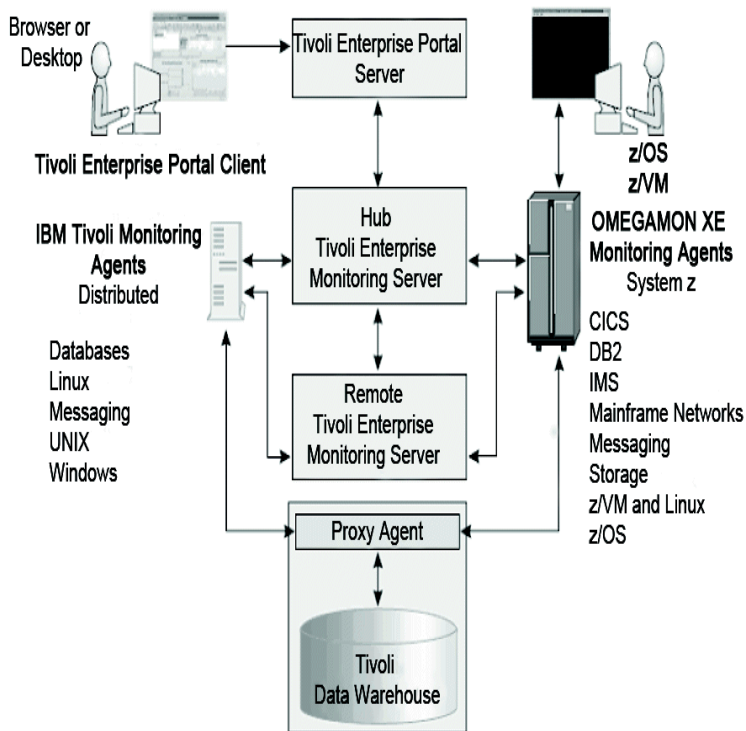 Browser or
Desktop
Tivoli Enterprise Portal
Server
Tivoli Enterprise Portal Client
z/OS
z/VM
Hub
Tivoli Enterprise
Monitoring Server
IBM Tivoli Monitoring
Agents
Distributed
OMEGAMON XE
Monitoring Agents
System z
Databases
Linux
Messaging
UNIX
Windows
CICS
DB2
IMS
Mainframe Networks
Messaging
Storage
z/VM and Linux
z/OS
Remote
Tivoli Enterprise
Monitoring Server
Proxy Agent
Tivoli
Data Warehouse